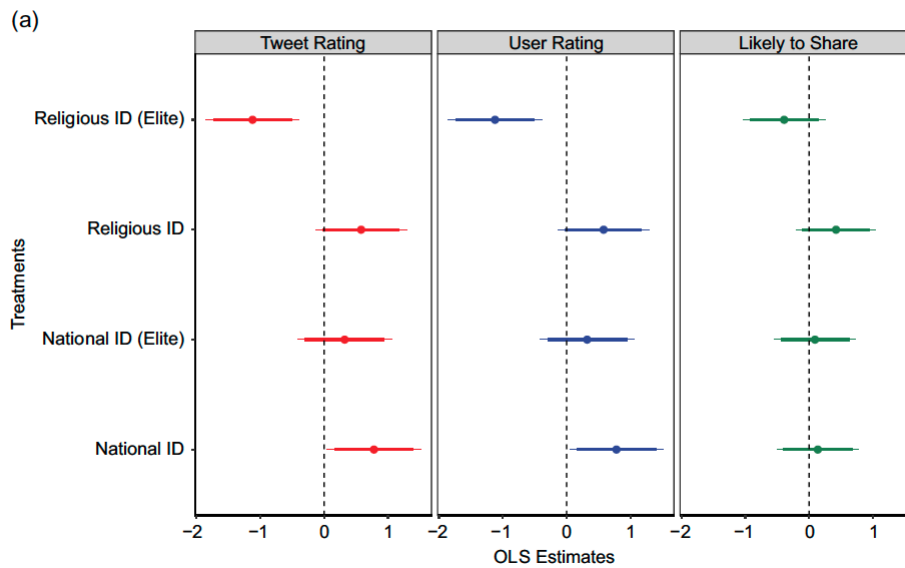 (a)
Tweet Rating User Rating Likely to Share
Religious ID (Elite)
Religious ID
National ID (Elite)
National ID
Treatments
−2 −1 0 1 −2 −1 0 1 −2 −1 0 1
OLS Estimates